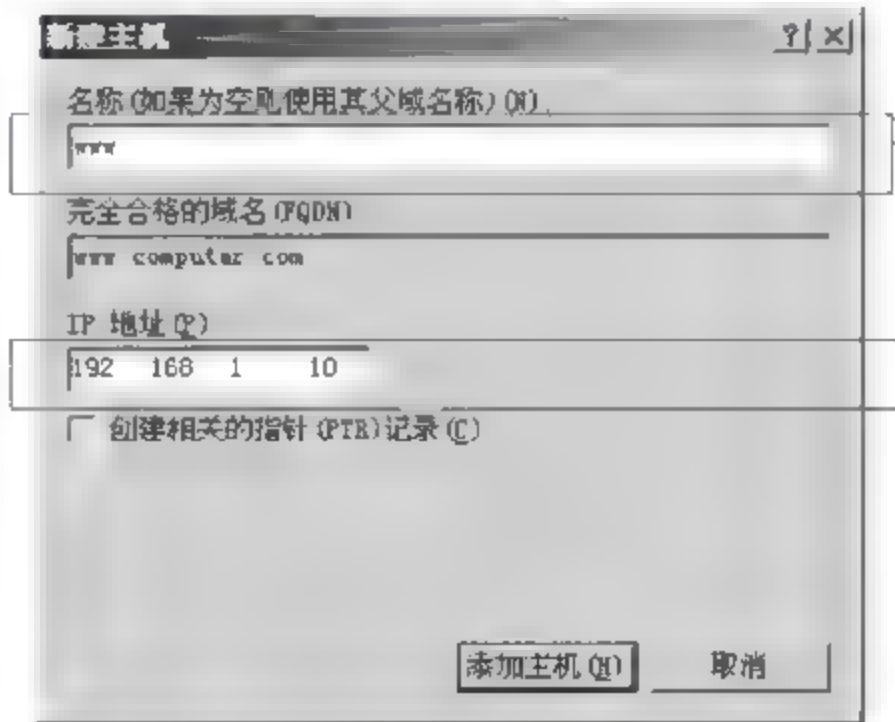 新建主机
名称(如果为空则使用其父域名称)(N)
www
完全合格的域名(FQDN)
www computer com
IP 地址(P)
192 168 1 10
创建相关的指针(PTR)记录(C)
添加主机(H)
取消